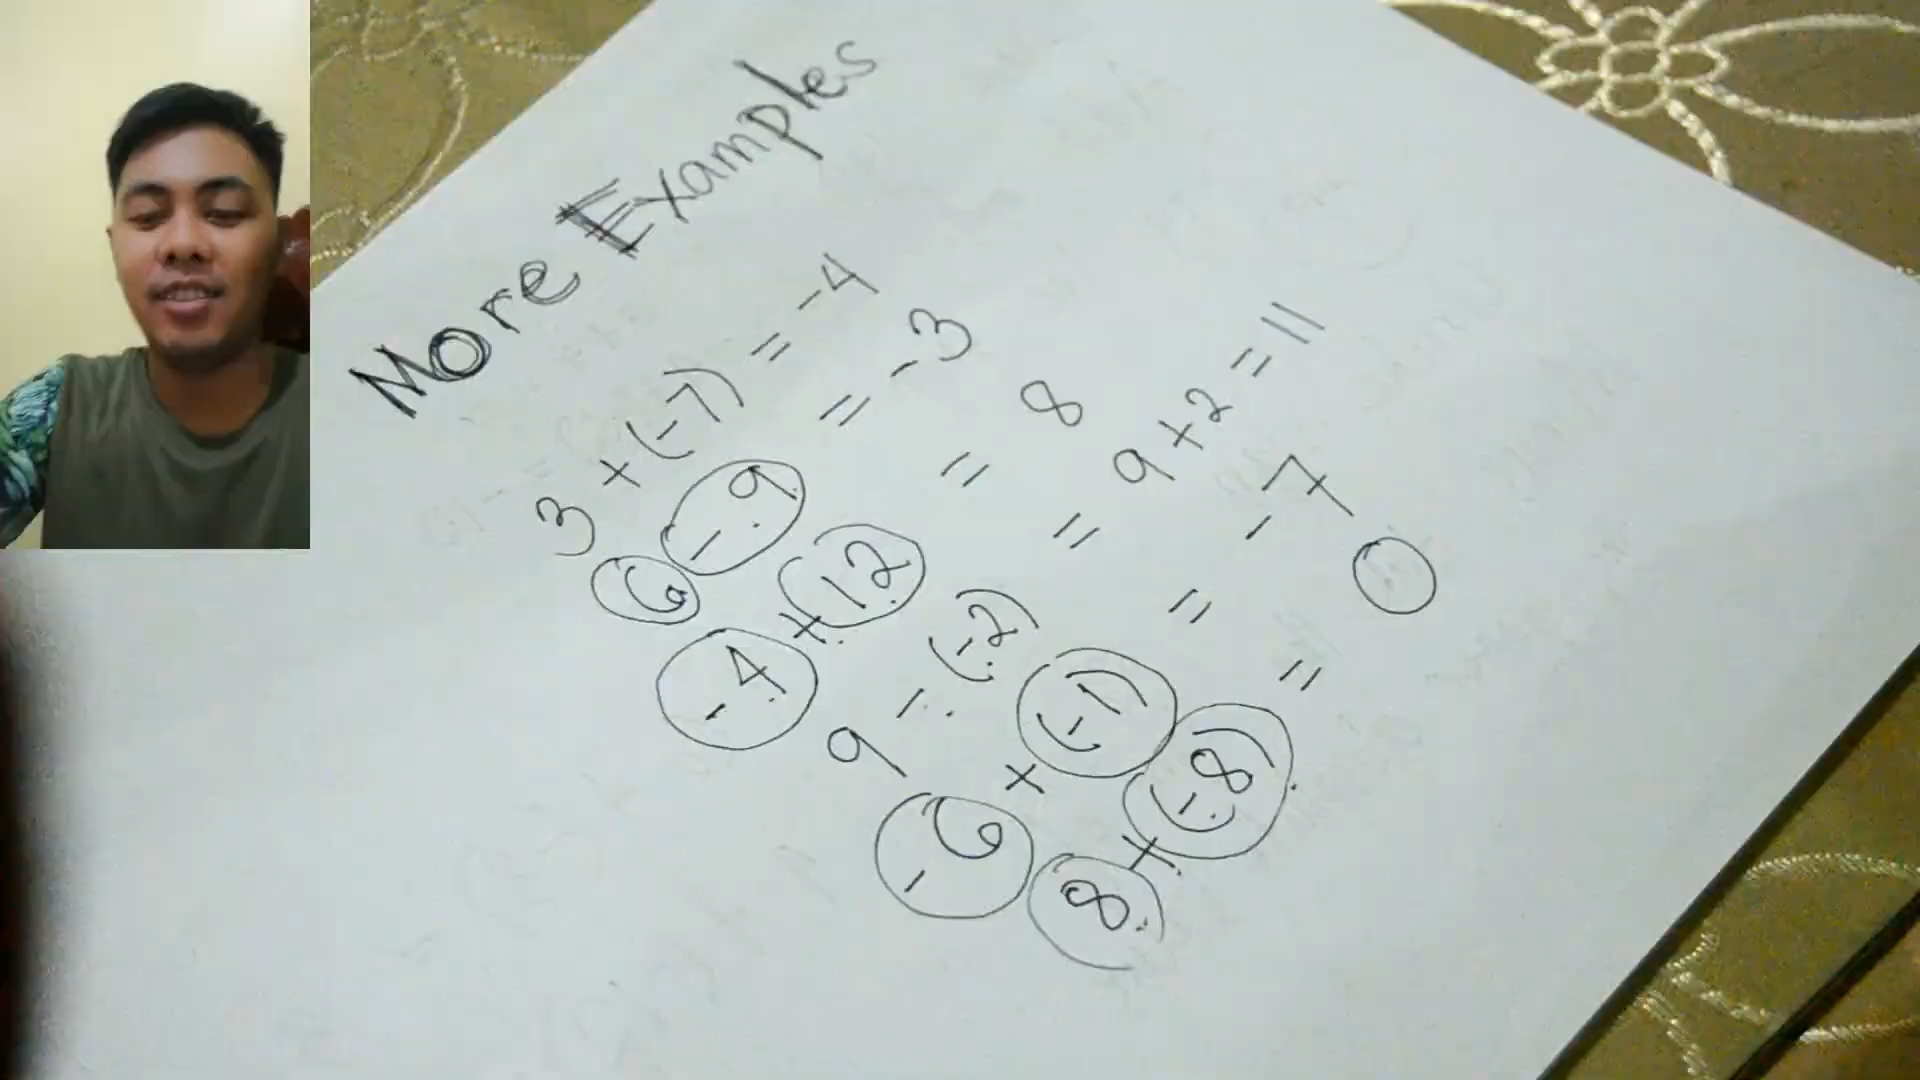 More Examples
3 + (-7) = -4
6 - 9 = -3
-4 + 12 = 8
9 - (-2) = 9 + 2 = 11
-6 + (-1) = -7
8 + (-8) = 0